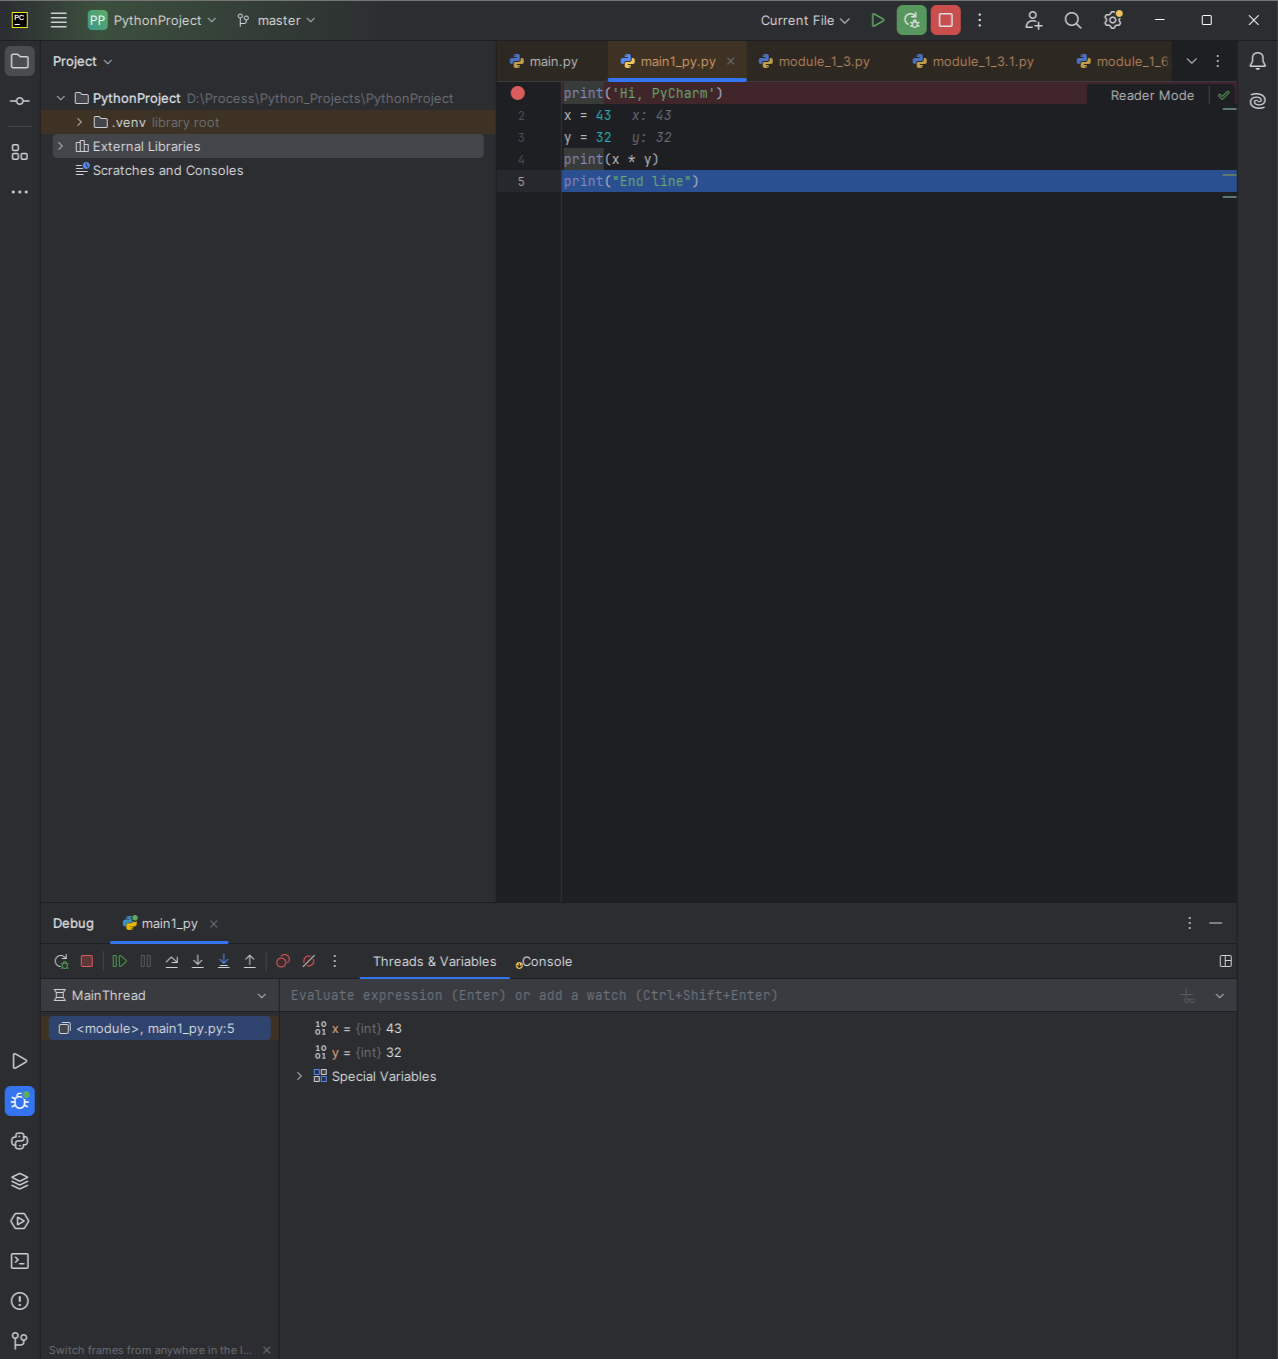 PC
PP PythonProject master Current File
Project
main.py main1_py.py module_1_3.py module_1_3.1.py module_1_6
PythonProject D:\Process\Python_Projects\PythonProject
.venv library root
External Libraries
Scratches and Consoles
print('Hi, PyCharm')
Reader Mode
2 x = 43 x: 43
3 y = 32 y: 32
4 print(x * y)
5 print("End line")
Debug main1_py
Threads & Variables Console
MainThread
Evaluate expression (Enter) or add a watch (Ctrl+Shift+Enter)
<module>, main1_py.py:5
10 01 x = {int} 43
10 01 y = {int} 32
Special Variables
Switch frames from anywhere in the I...